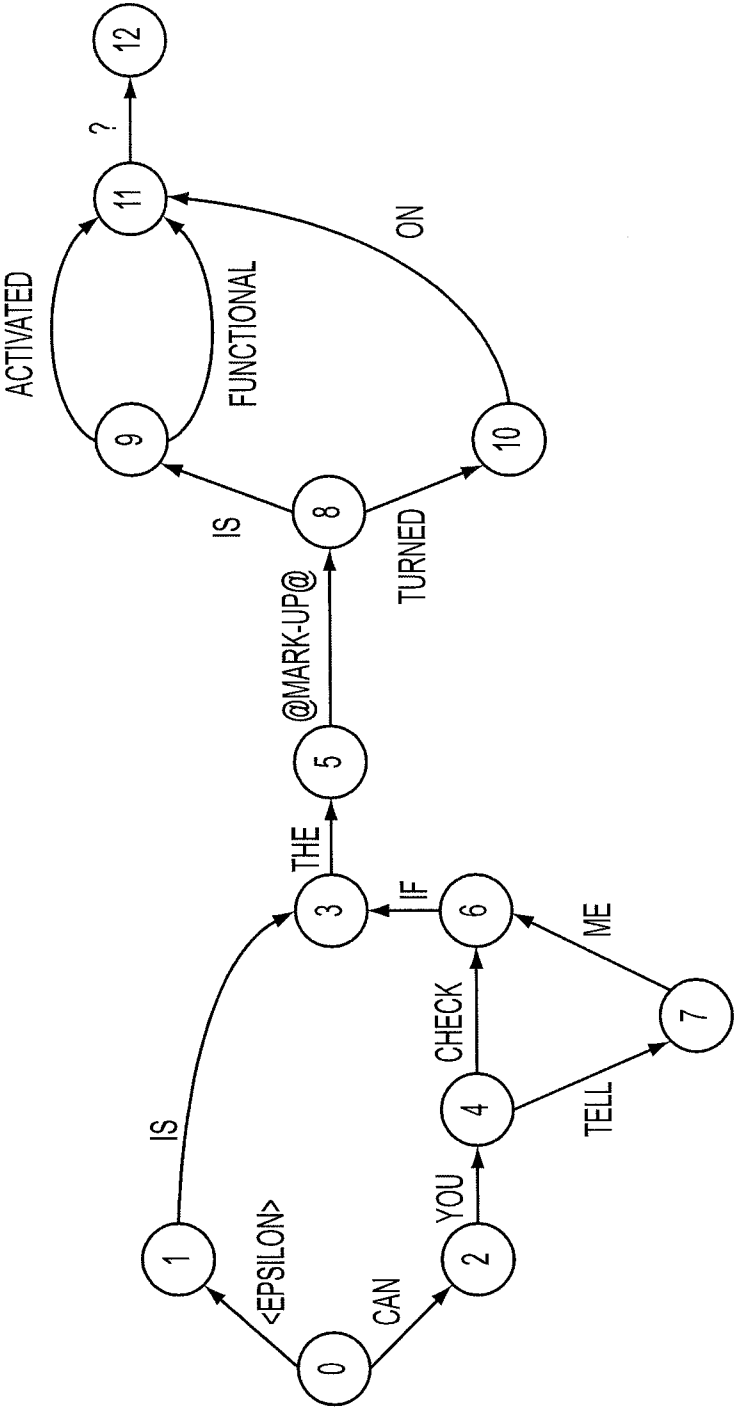 0
<EPSILON>
CAN
1
2
IS
YOU
4
CHECK
TELL
7
ME
6
IF
3
THE
5
@MARK-UP@
8
IS
TURNED
9
10
ACTIVATED
FUNCTIONAL
ON
11
?
12